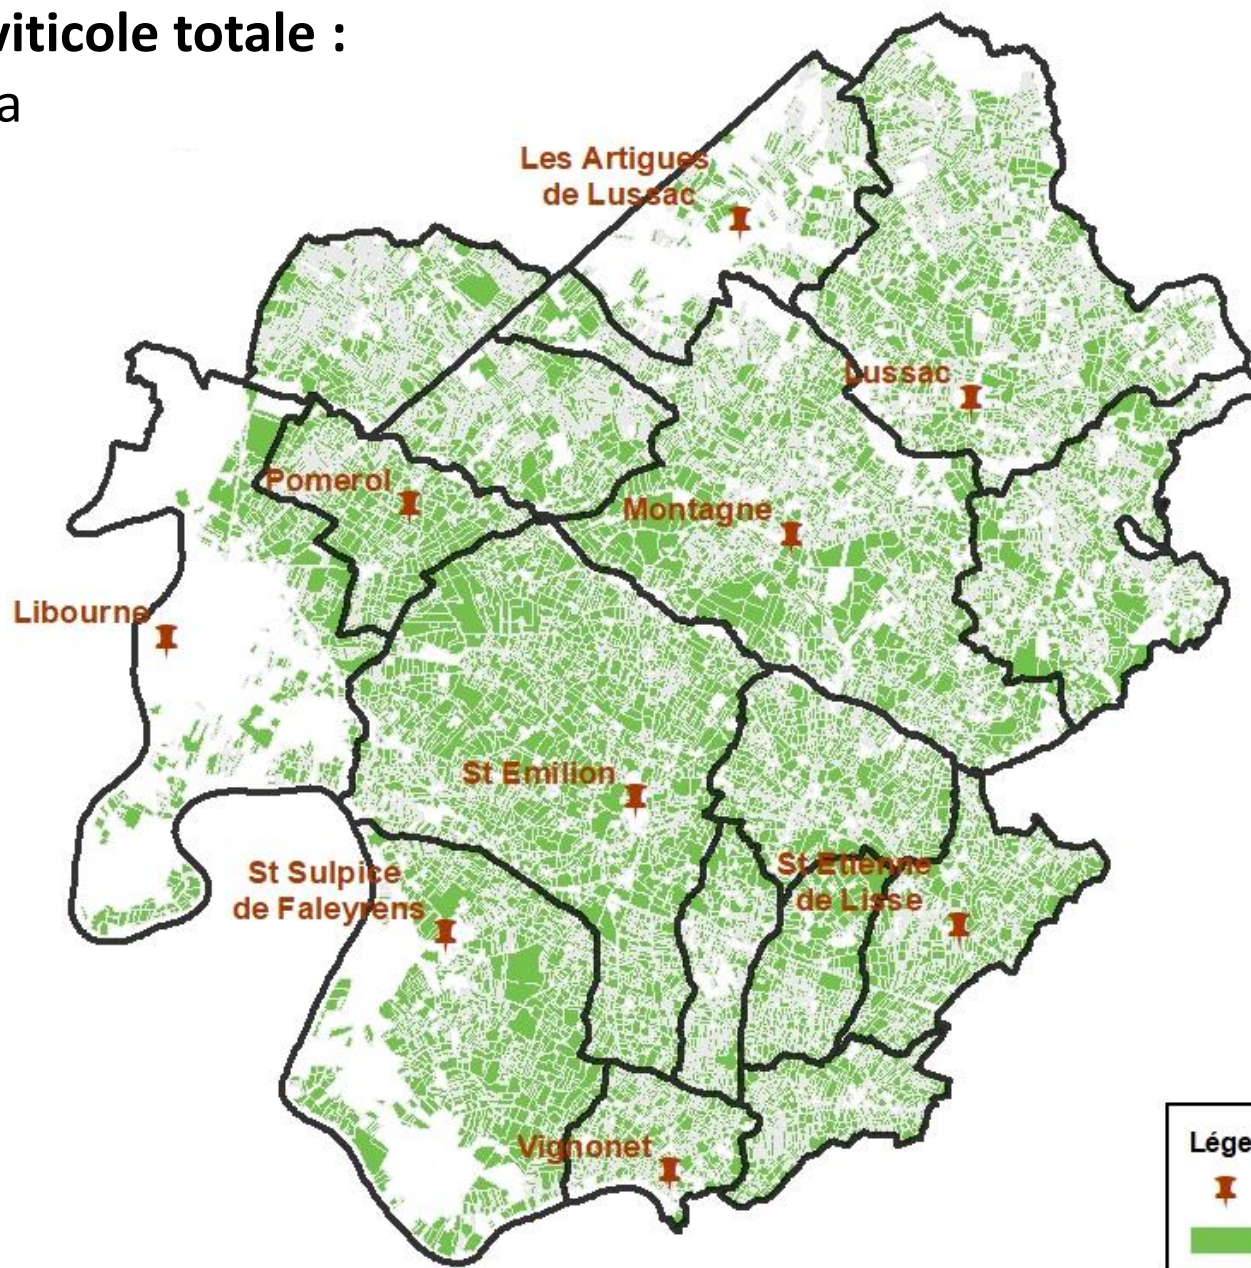 viticole totale :
a
Les Artigues
de Lussac
Lussac
Pomerol
Montagne
Libourne
St Emilion
St Etienne
de Lisse
St Sulpice
de Faleyrens
Vignonet
Lége